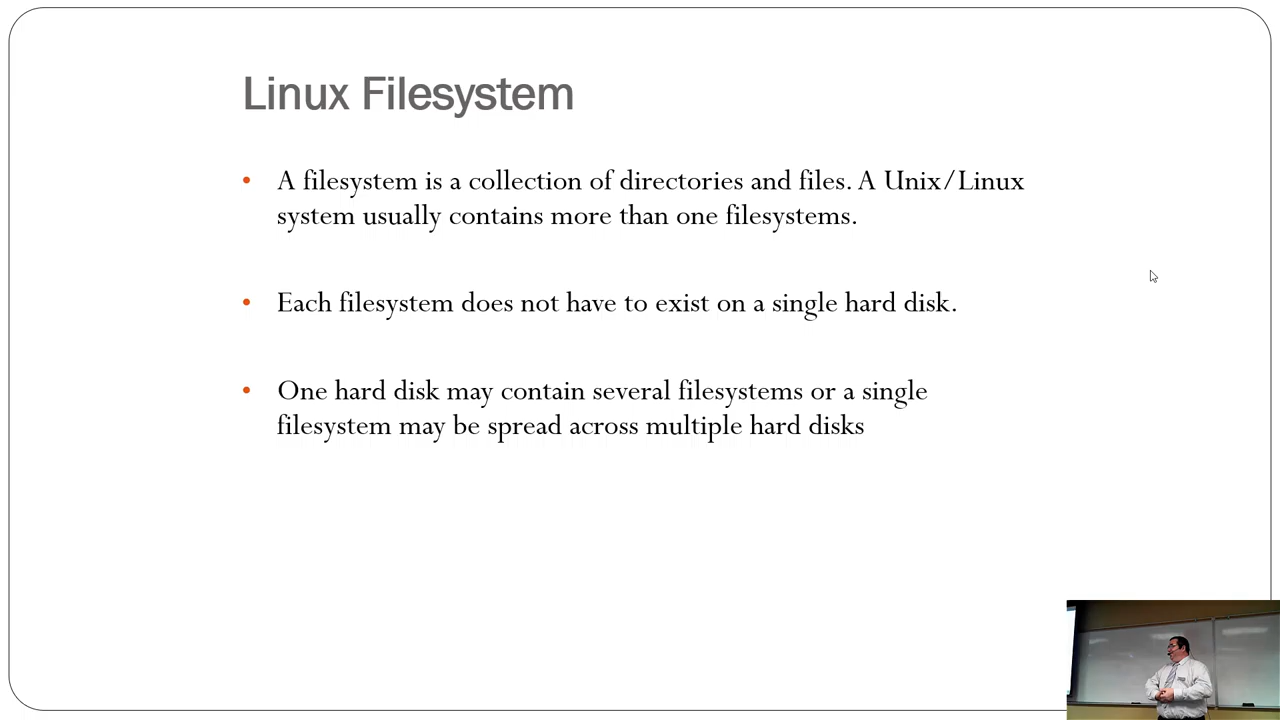 Linux Filesystem
• A filesystem is a collection of directories and files. A Unix/Linux
system usually contains more than one filesystems.
• Each filesystem does not have to exist on a single hard disk.
• One hard disk may contain several filesystems or a single
filesystem may be spread across multiple hard disks